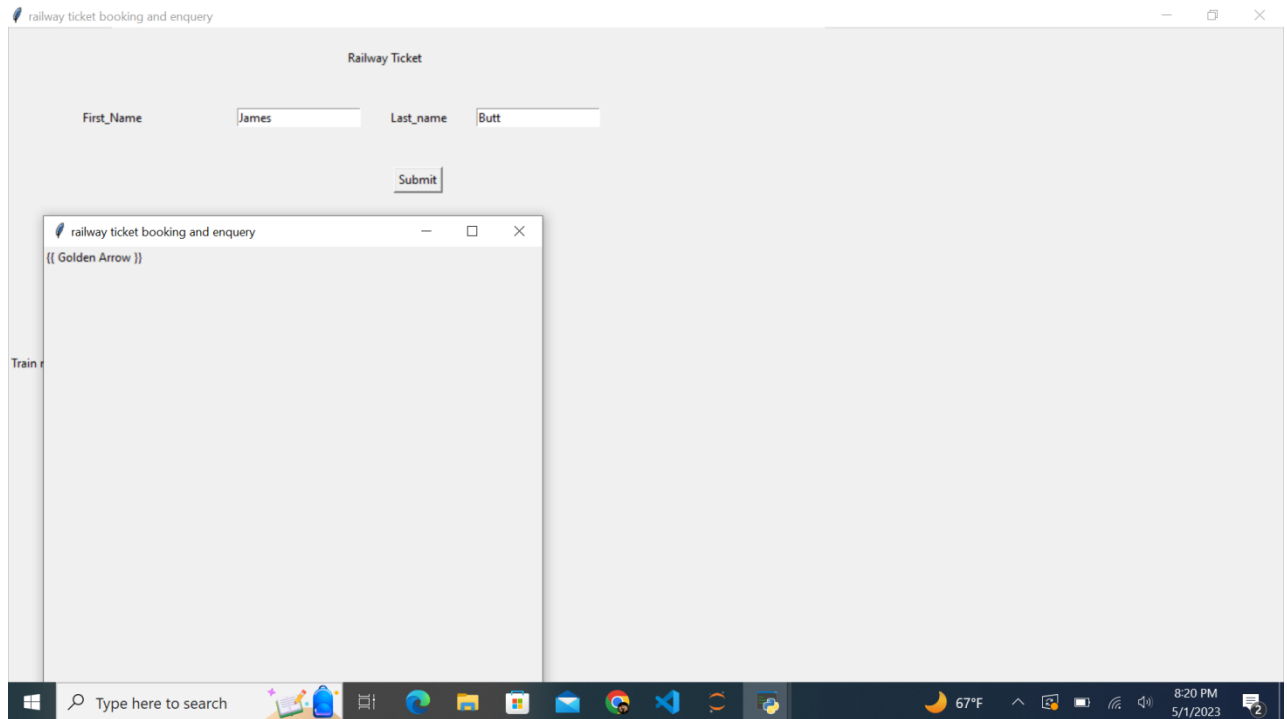 railway ticket booking and enquery
Railway Ticket
First_Name James Last_name Butt
Submit
railway ticket booking and enquery
{{ Golden Arrow }}
Train
Type here to search
67°F
8:20 PM
5/1/2023
2